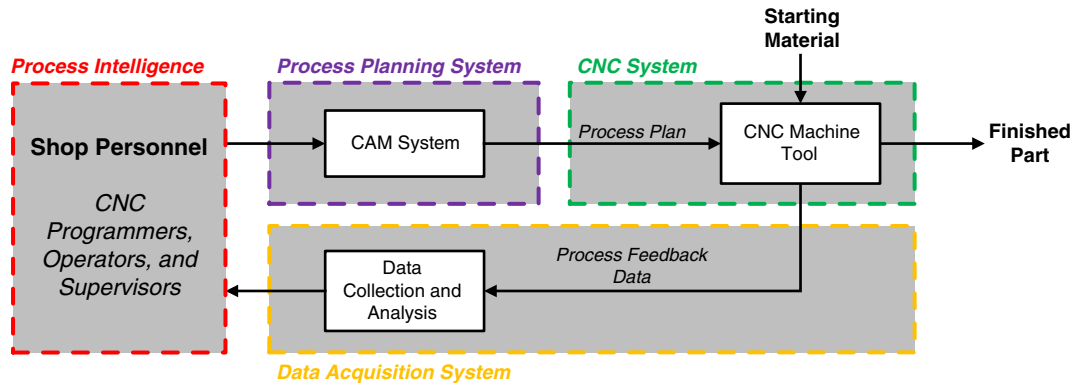 Starting
Material
Process Intelligence
Process Planning System
CNC System
Shop Personnel
CNC
Programmers,
Operators, and
Supervisors
CAM System
Process Plan
CNC Machine
Tool
Finished
Part
Data
Collection and
Analysis
Process Feedback
Data
Data Acquisition System